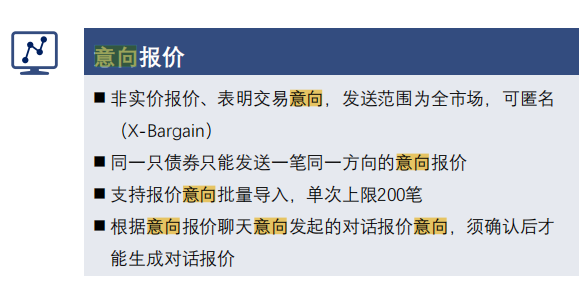 意向报价
■ 非实价报价、表明交易意向，发送范围为全市场，可匿名
（X-Bargain）
■ 同一只债券只能发送一笔同一方向的意向报价
■ 支持报价意向批量导入，单次上限200笔
■ 根据意向报价聊天意向发起的对话报价意向，须确认后才
能生成对话报价